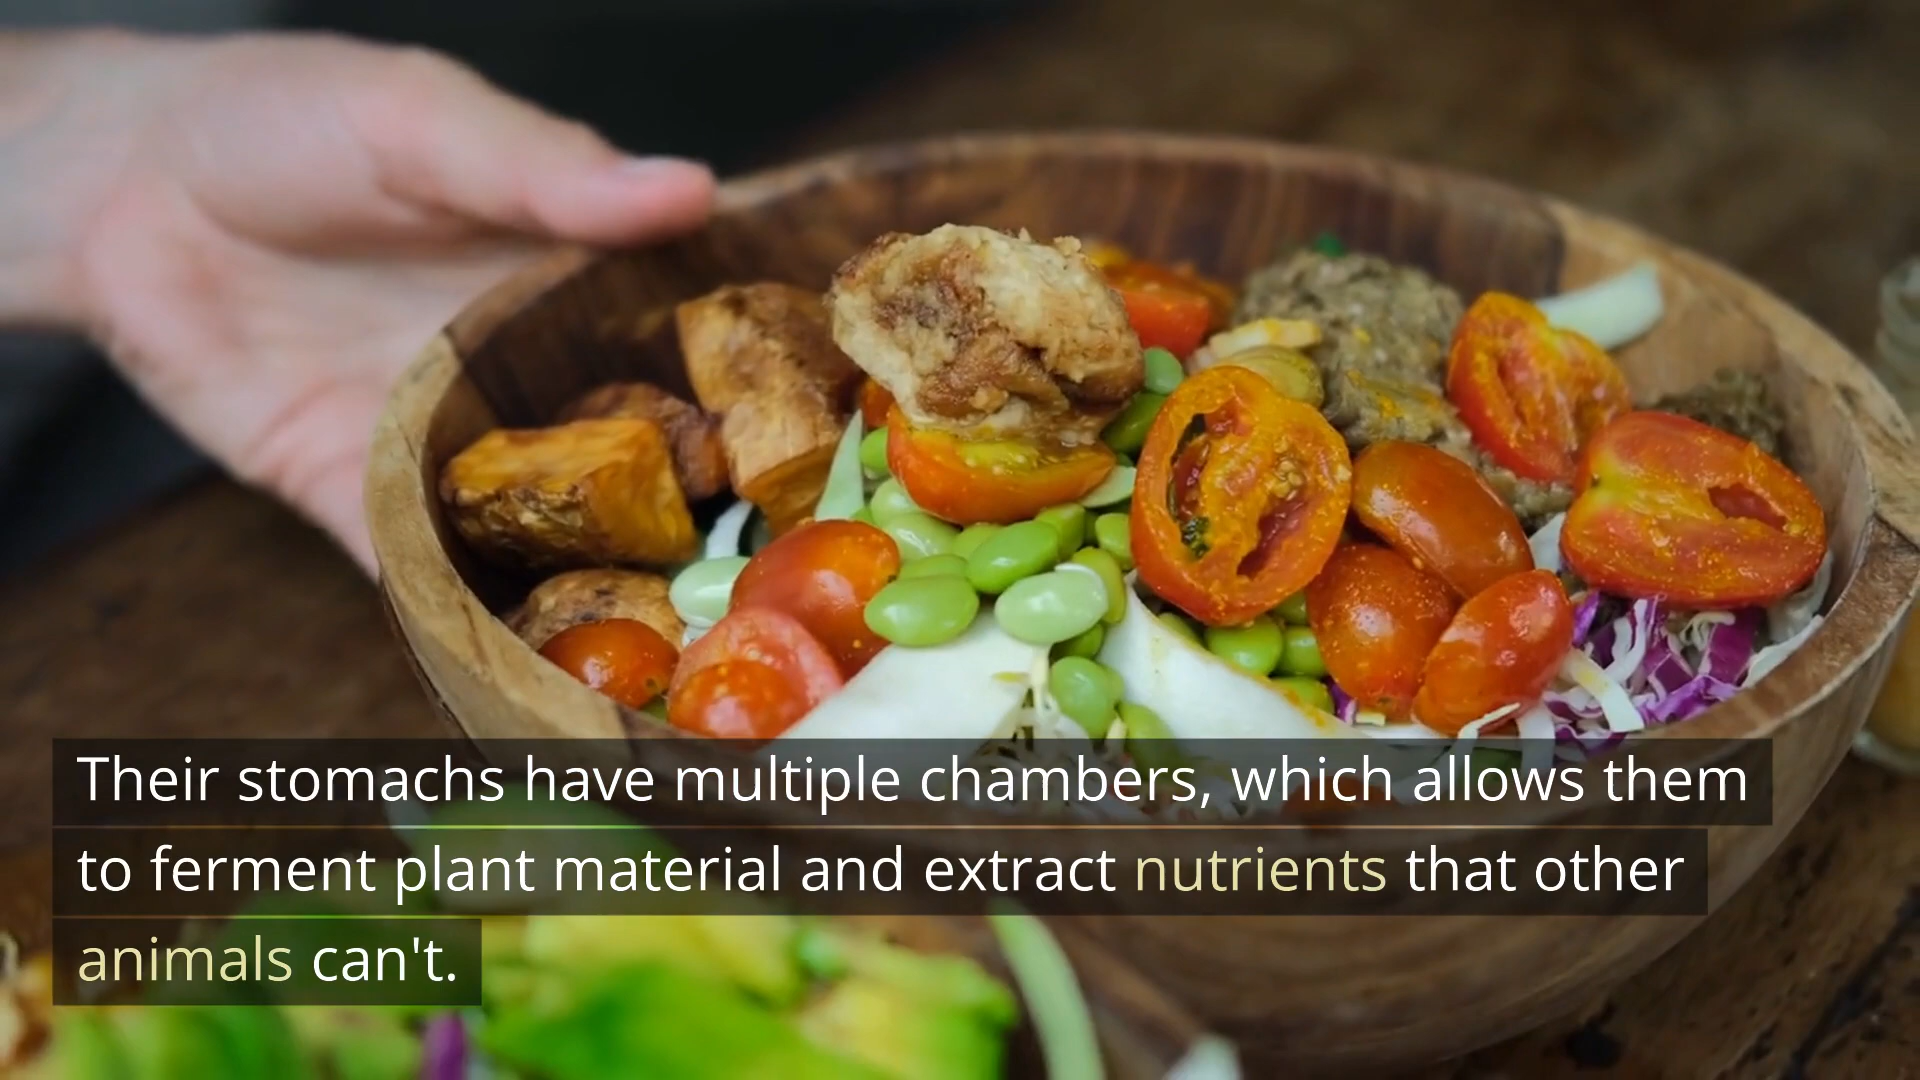 Their stomachs have multiple chambers, which allows them
to ferment plant material and extract nutrients that other
animals can't.